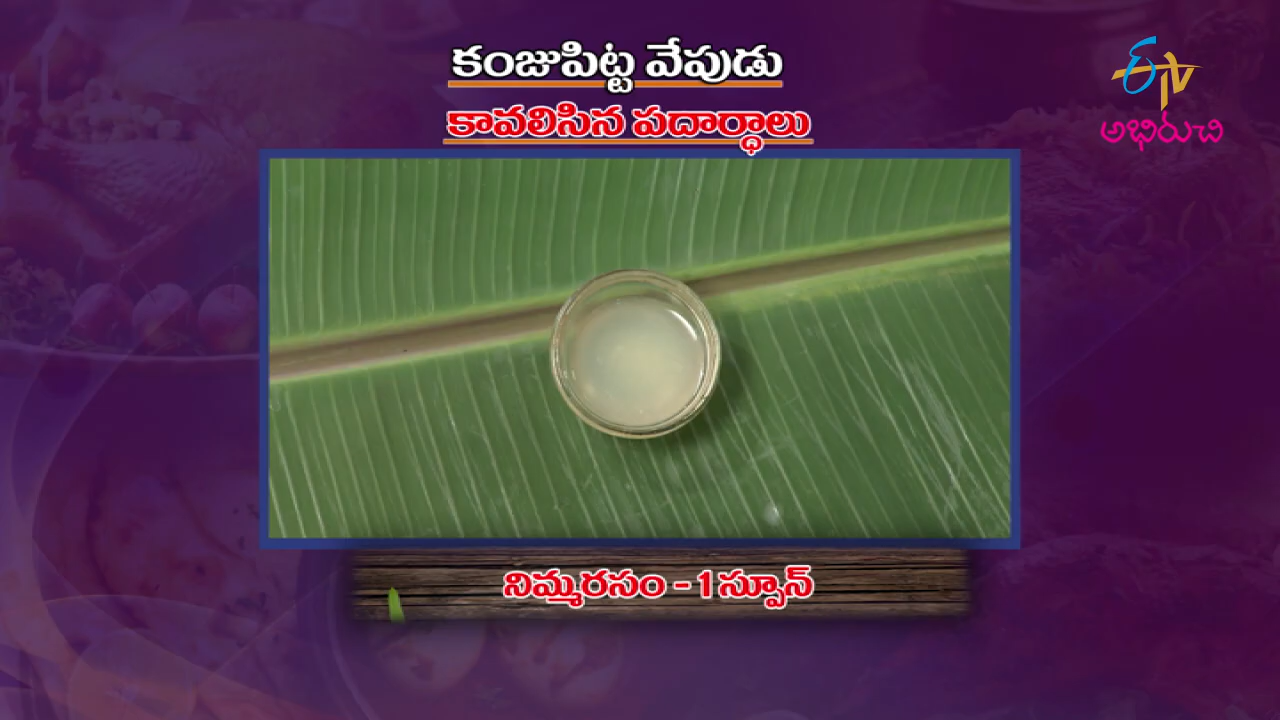 కంజుపిట్ట వేపుడు
కావలిసిన పదార్థాలు
ETV
అభిరుచి
నిమ్మరసం - 1 స్పూన్